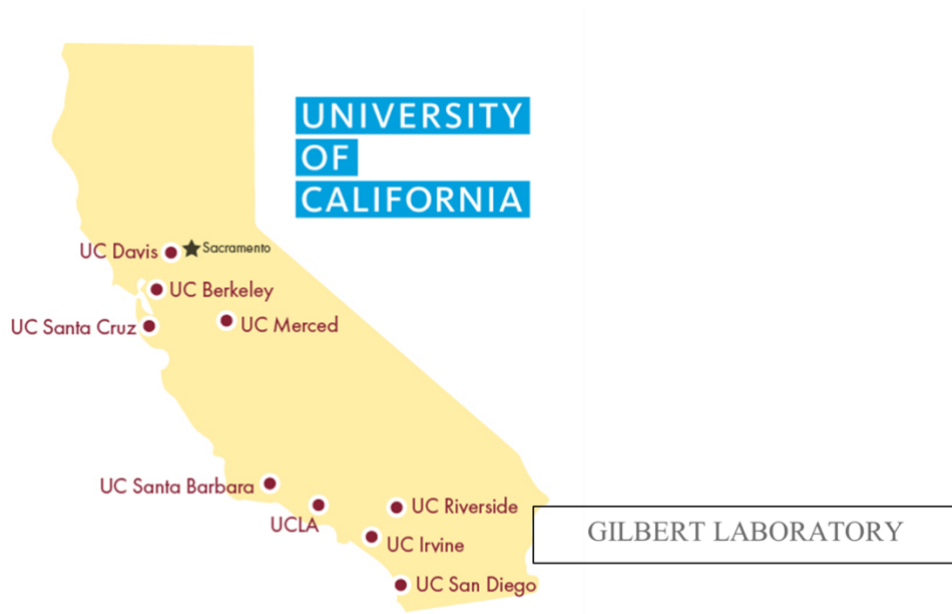 UNIVERSITY
OF
CALIFORNIA
UC Davis
Sacramento
UC Berkeley
UC Santa Cruz
UC Merced
UC Santa Barbara
UCLA
UC Riverside
UC Irvine
GILBERT LABORATORY
UC San Diego